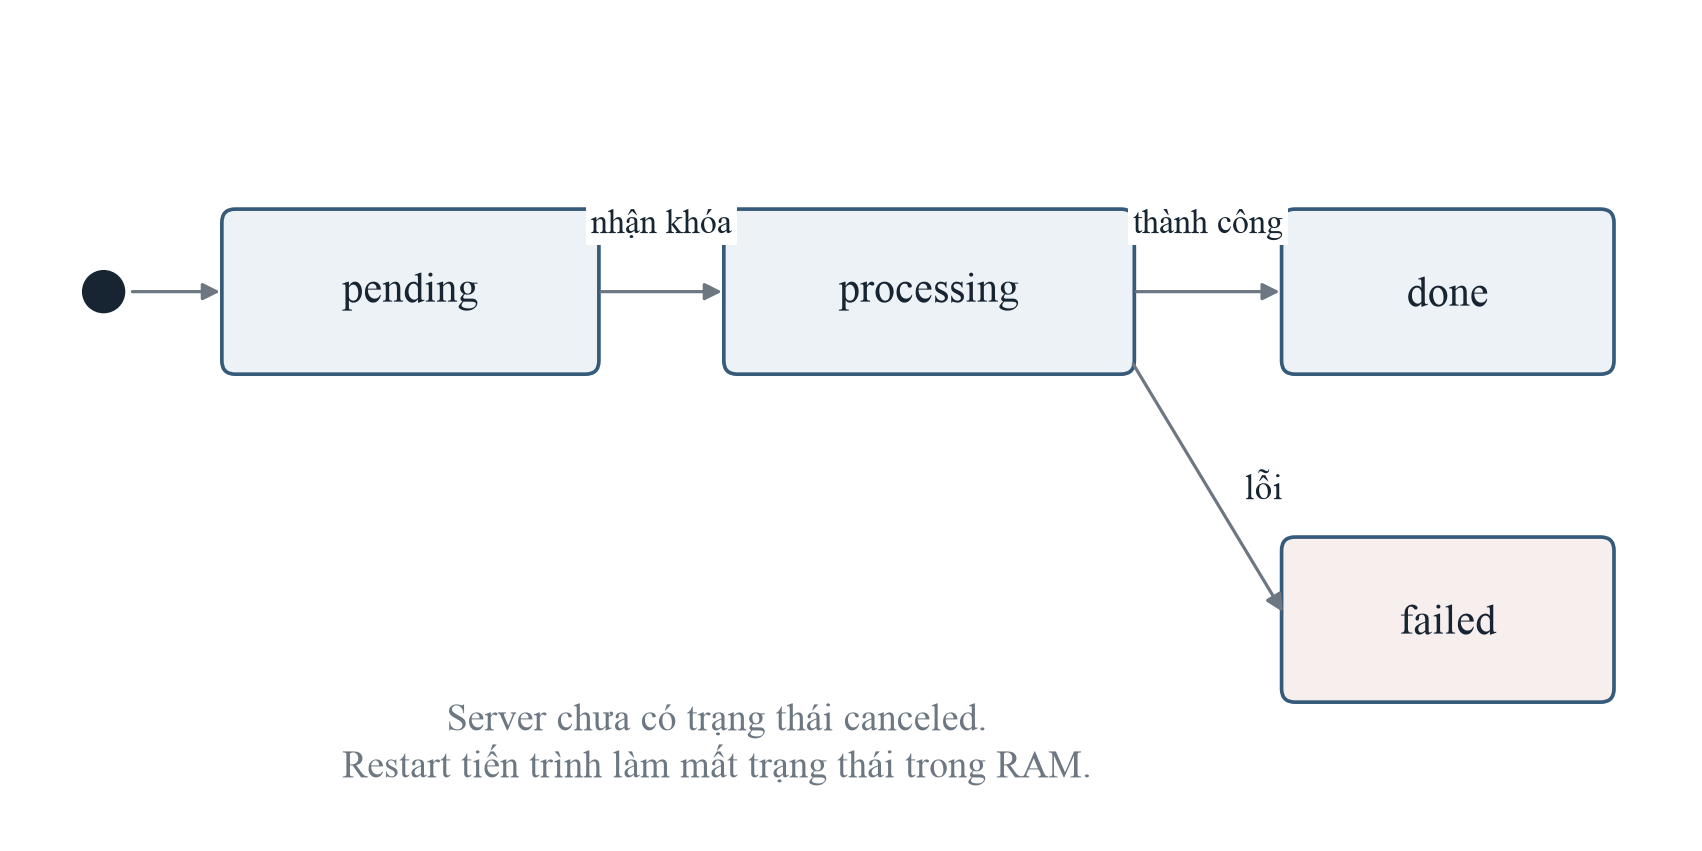 nhận khóa
thành công
pending
processing
done
lỗi
failed
Server chưa có trạng thái canceled.
Restart tiến trình làm mất trạng thái trong RAM.